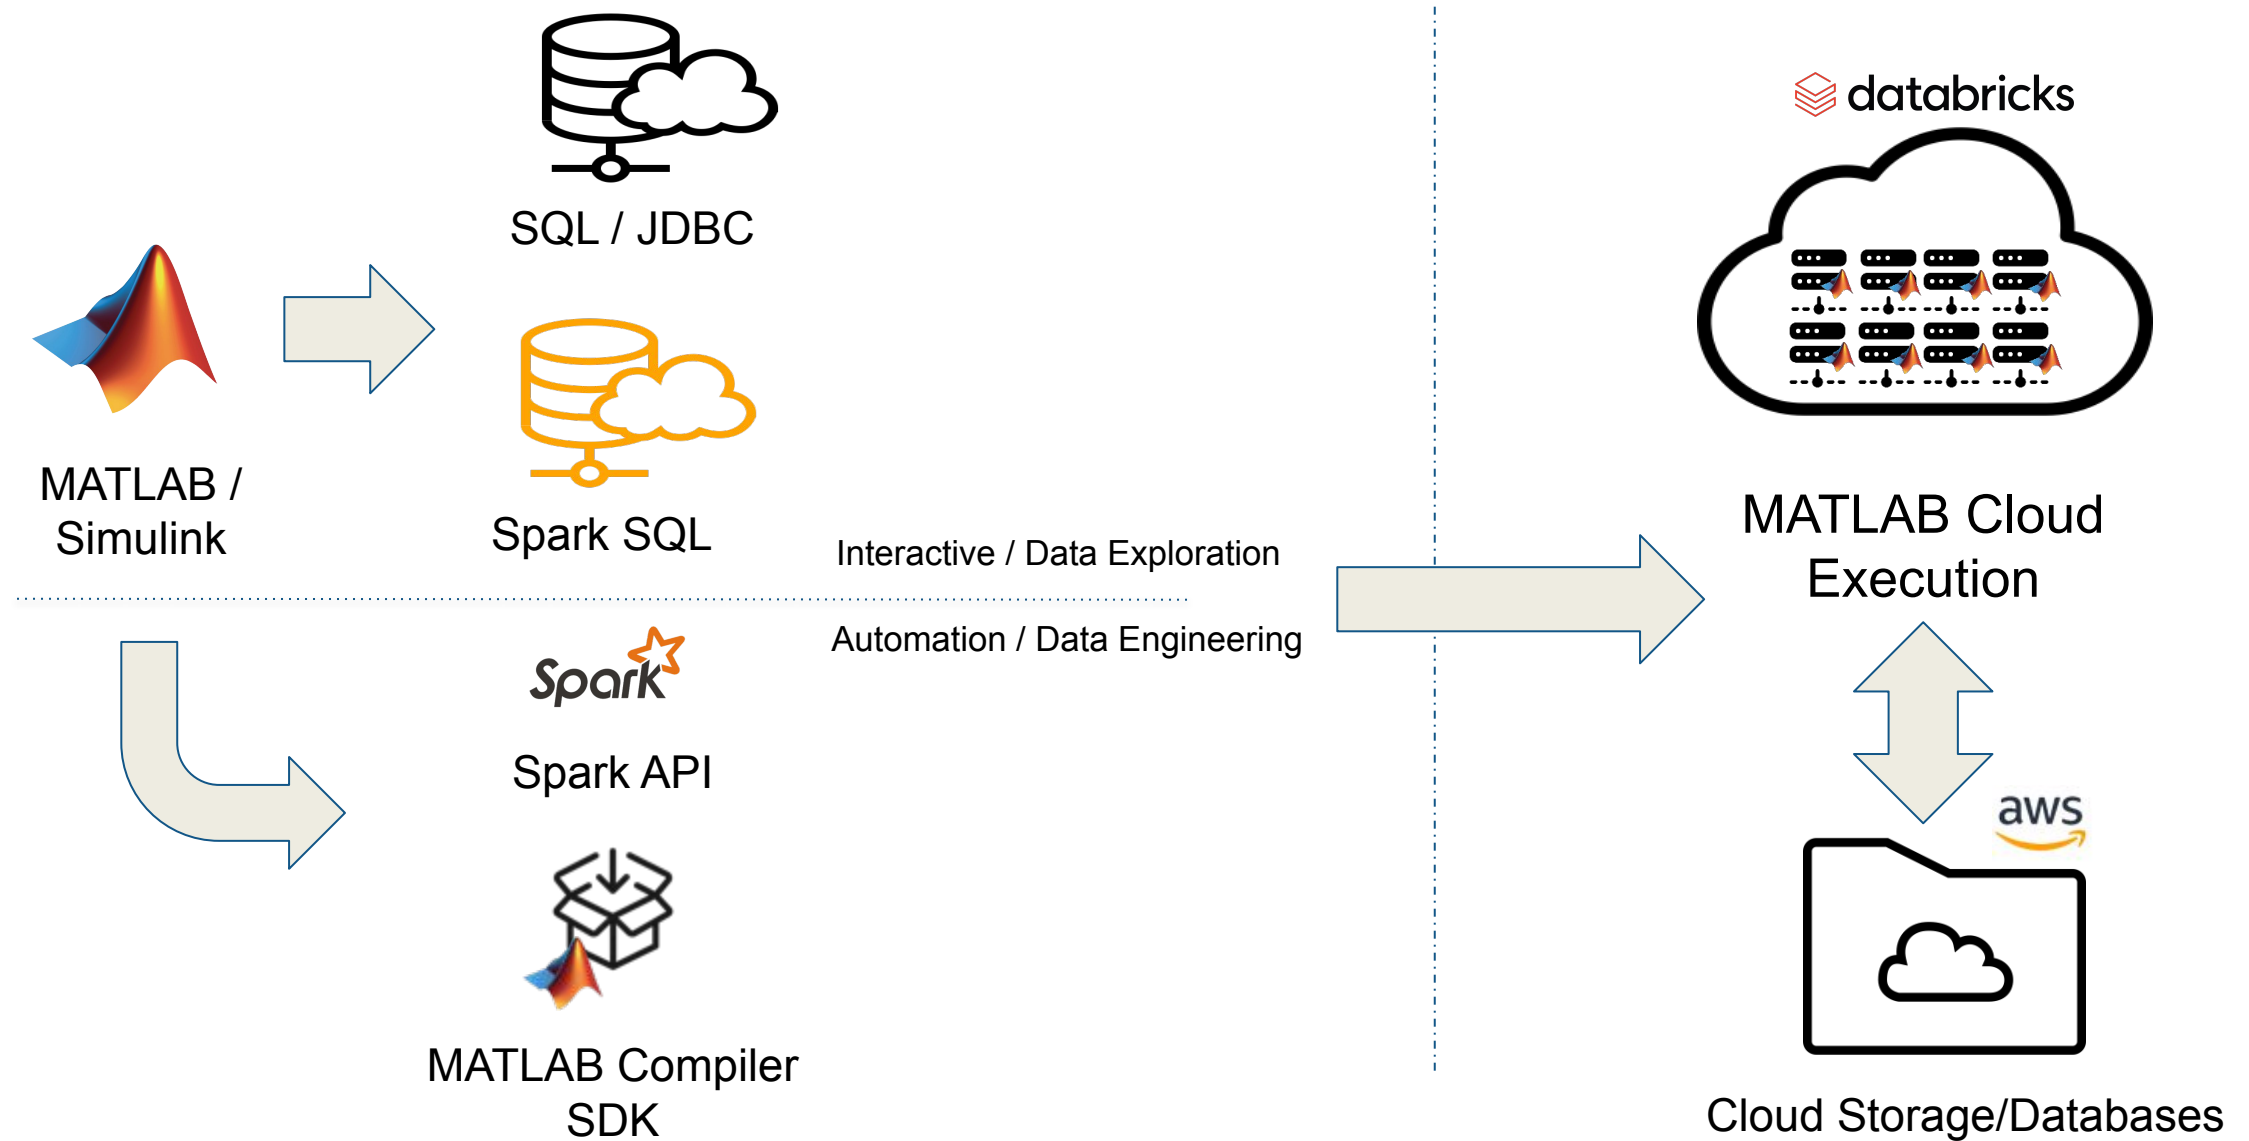 SQL / JDBC
MATLAB /
Simulink
Spark SQL
Interactive / Data Exploration
Automation / Data Engineering
Spark
Spark API
MATLAB Compiler
SDK
databricks
MATLAB Cloud
Execution
aws
Cloud Storage/Databases